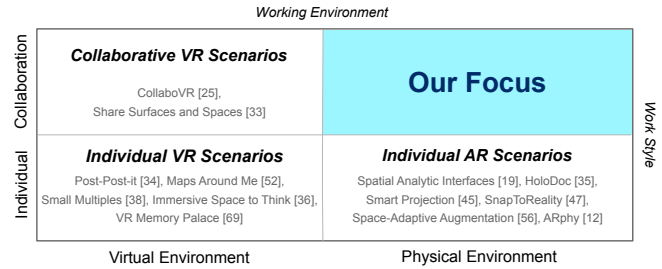 Working Environment
Collaboration
Collaborative VR Scenarios
CollaboVR [25],
Share Surfaces and Spaces [33]
Our Focus
Work Style
Individual
Individual VR Scenarios
Post-Post-it [34], Maps Around Me [52],
Small Multiples [38], Immersive Space to Think [36],
VR Memory Palace [69]
Individual AR Scenarios
Spatial Analytic Interfaces [19], HoloDoc [35],
Smart Projection [45], SnapToReality [47],
Space-Adaptive Augmentation [56], ARphy [12]
Virtual Environment
Physical Environment